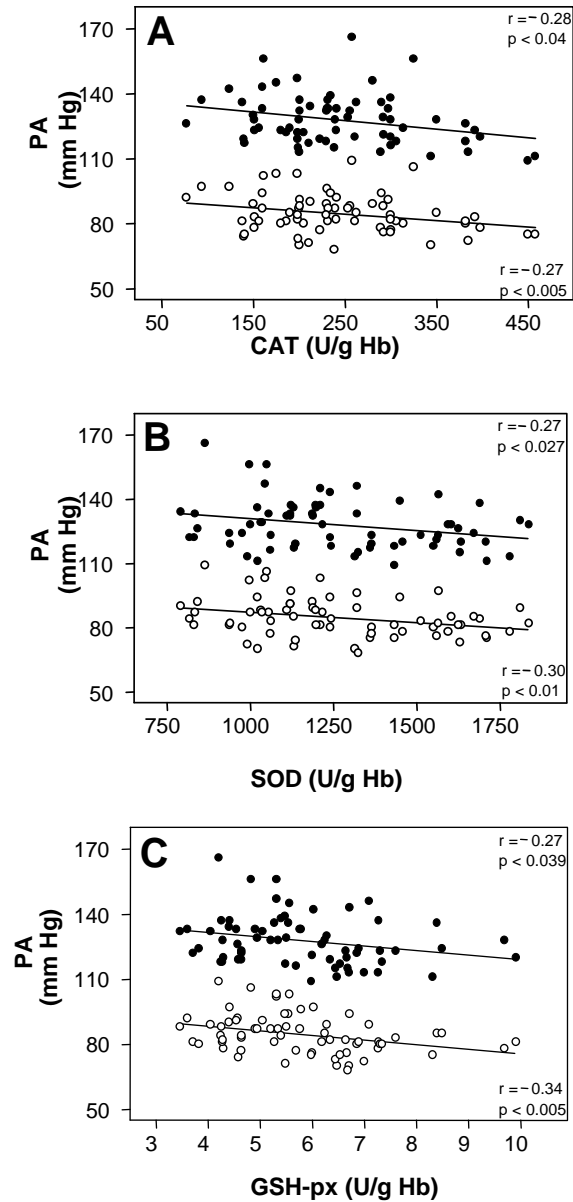 A
r = − 0.28
p < 0.04
170
140
110
80
50
PA
(mm Hg)
r = −0.27
p < 0.005
50
150
250
350
450
CAT (U/g Hb)
B
r = − 0.27
p < 0.027
170
140
110
80
50
PA
(mm Hg)
r = −0.30
p < 0.01
750
1000
1250
1500
1750
SOD (U/g Hb)
C
r = − 0.27
p < 0.039
170
140
110
80
50
PA
(mm Hg)
r = −0.34
p < 0.005
3
4
5
6
7
8
9
10
GSH-px (U/g Hb)